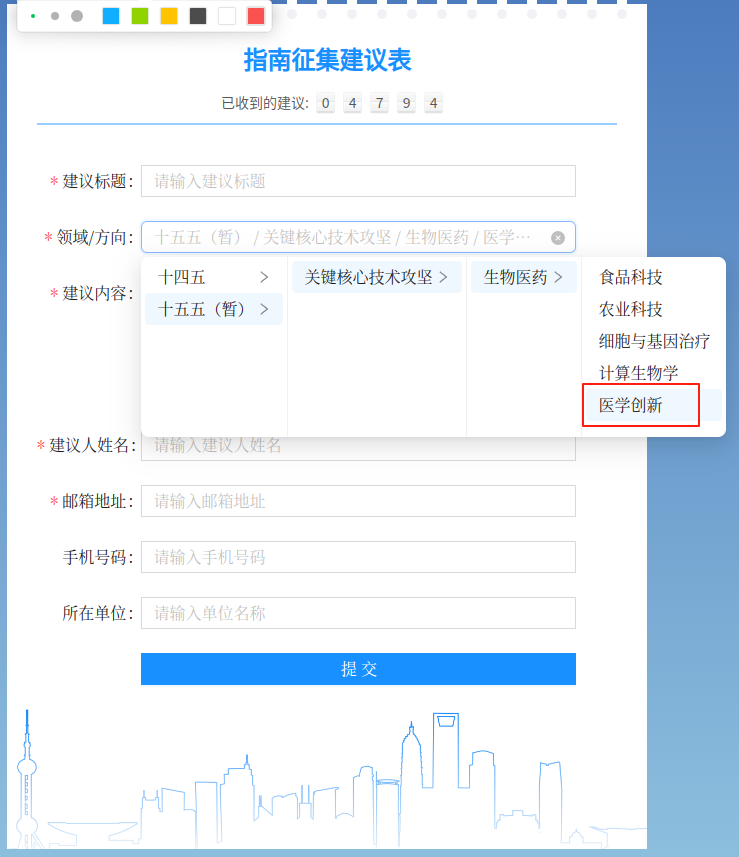 指南征集建议表
已收到的建议: 0 4 7 9 4
* 建议标题: 请输入建议标题
* 领域/方向: 十五五（暂） / 关键核心技术攻坚 / 生物医药 / 医学…
* 建议内容:
十四五
十五五（暂）
关键核心技术攻坚
生物医药
食品科技
农业科技
细胞与基因治疗
计算生物学
医学创新
* 建议人姓名: 请输入建议人姓名
* 邮箱地址: 请输入邮箱地址
手机号码: 请输入手机号码
所在单位: 请输入单位名称
提 交